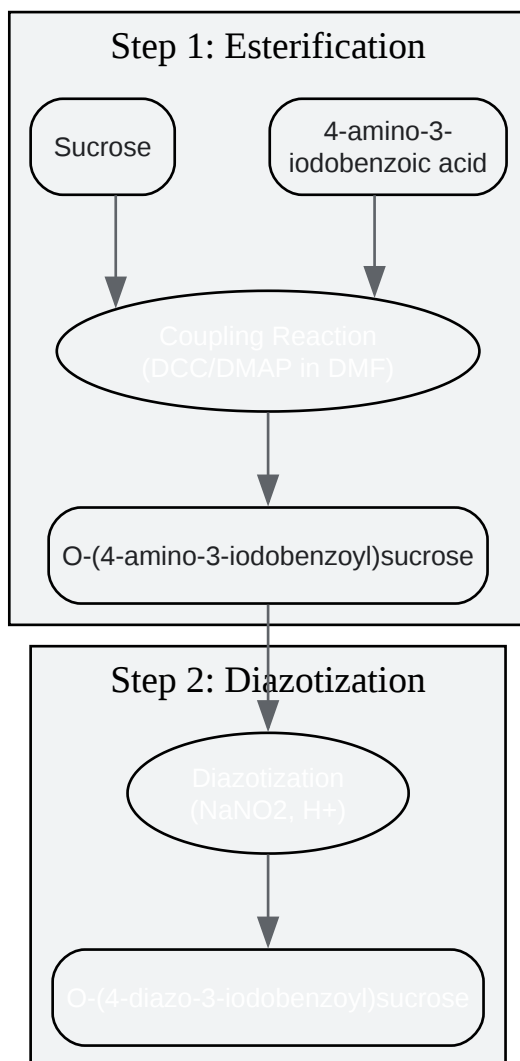 Step 1: Esterification
Sucrose
4-amino-3-
iodobenzoic acid
Coupling Reaction
(DCC/DMAP in DMF)
O-(4-amino-3-iodobenzoyl)sucrose
Step 2: Diazotization
Diazotization
(NaNO2, H+)
O-(4-diazo-3-iodobenzoyl)sucrose